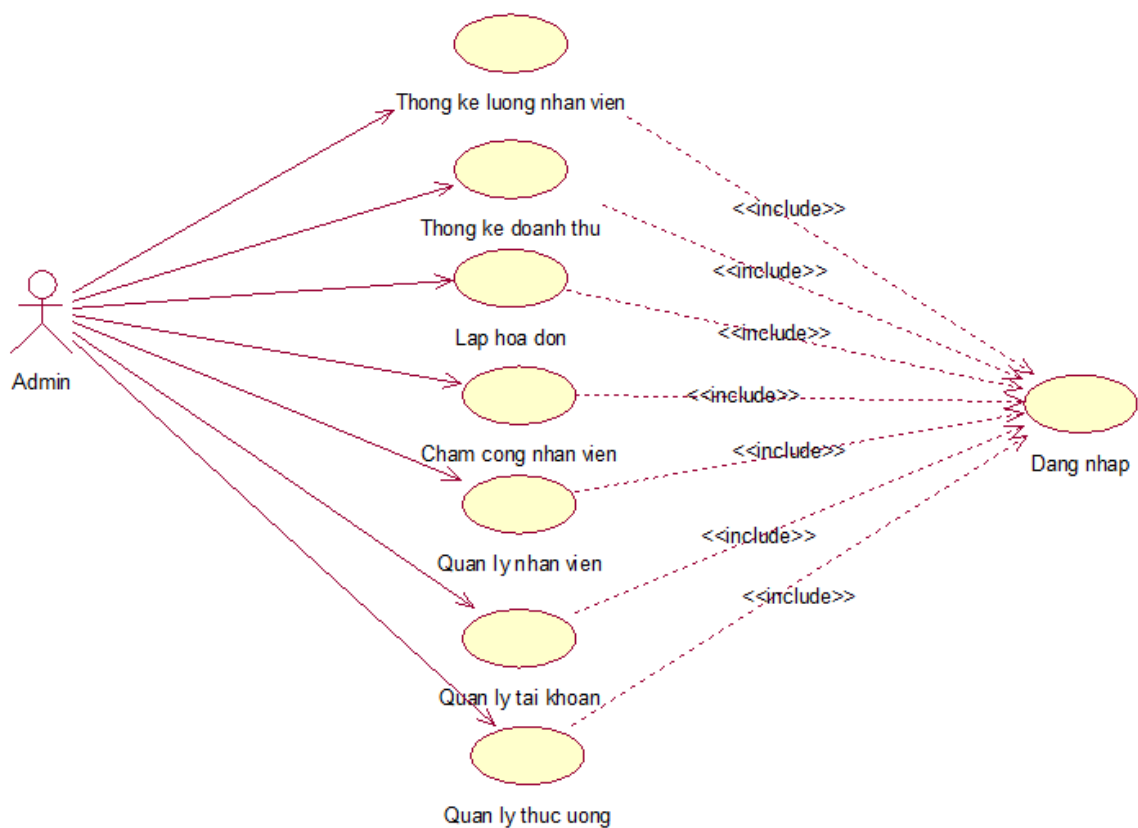 Thong ke luong nhan vien
<<include>>
Thong ke doanh thu
<<include>>
Lap hoa don
<<include>>
Admin
<<include>>
Cham cong nhan vien
<<include>>
Dang nhap
Quan ly nhan vien
<<include>>
<<include>>
Quan ly tai khoan
Quan ly thuc uong